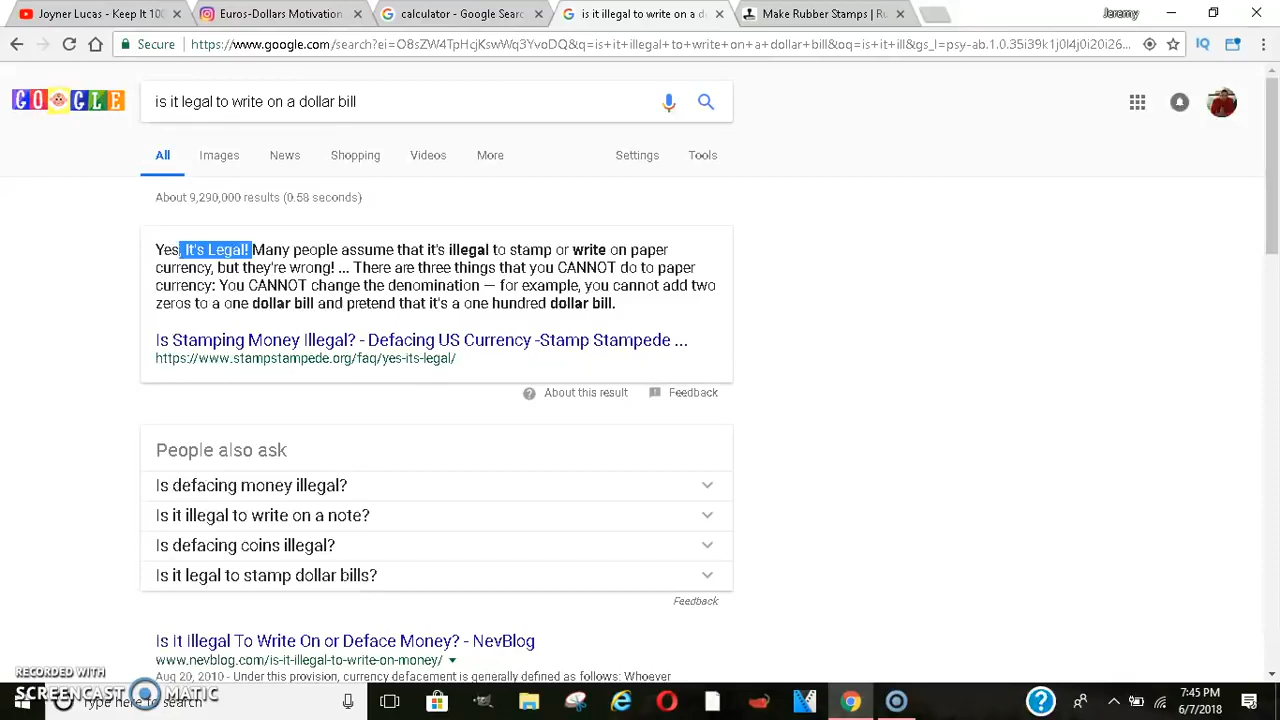 Joyner Lucas - Keep It 100
Euros-Dollars Motivation
calculator - Google Searc
is it illegal to write on a d
Make Rubber Stamps | Ru
Jeremy
Secure
https://www.google.com/search?ei=O8sZW4TpHcjKswWq3YvoDQ&q=is+it+illegal+to+write+on+a+dollar+bill&oq=is+it+ill&gs_l=psy-ab.1.0.35i39k1j0l4j0i20i26...
GOOGLE
is it legal to write on a dollar bill
All Images News Shopping Videos More Settings Tools
About 9,290,000 results (0.58 seconds)
Yes, It's Legal! Many people assume that it's illegal to stamp or write on paper
currency, but they're wrong! ... There are three things that you CANNOT do to paper
currency: You CANNOT change the denomination — for example, you cannot add two
zeros to a one dollar bill and pretend that it's a one hundred dollar bill.
Is Stamping Money Illegal? - Defacing US Currency -Stamp Stampede ...
https://www.stampstampede.org/faq/yes-its-legal/
About this result Feedback
People also ask
Is defacing money illegal?
Is it illegal to write on a note?
Is defacing coins illegal?
Is it legal to stamp dollar bills?
Feedback
Is It Illegal To Write On or Deface Money? - NevBlog
www.nevblog.com/is-it-illegal-to-write-on-money/
Aug 20, 2010 - Under this provision, currency defacement is generally defined as follows: Whoever
RECORDED WITH
SCREENCAST MATIC
Type here to search
7:45 PM
6/7/2018